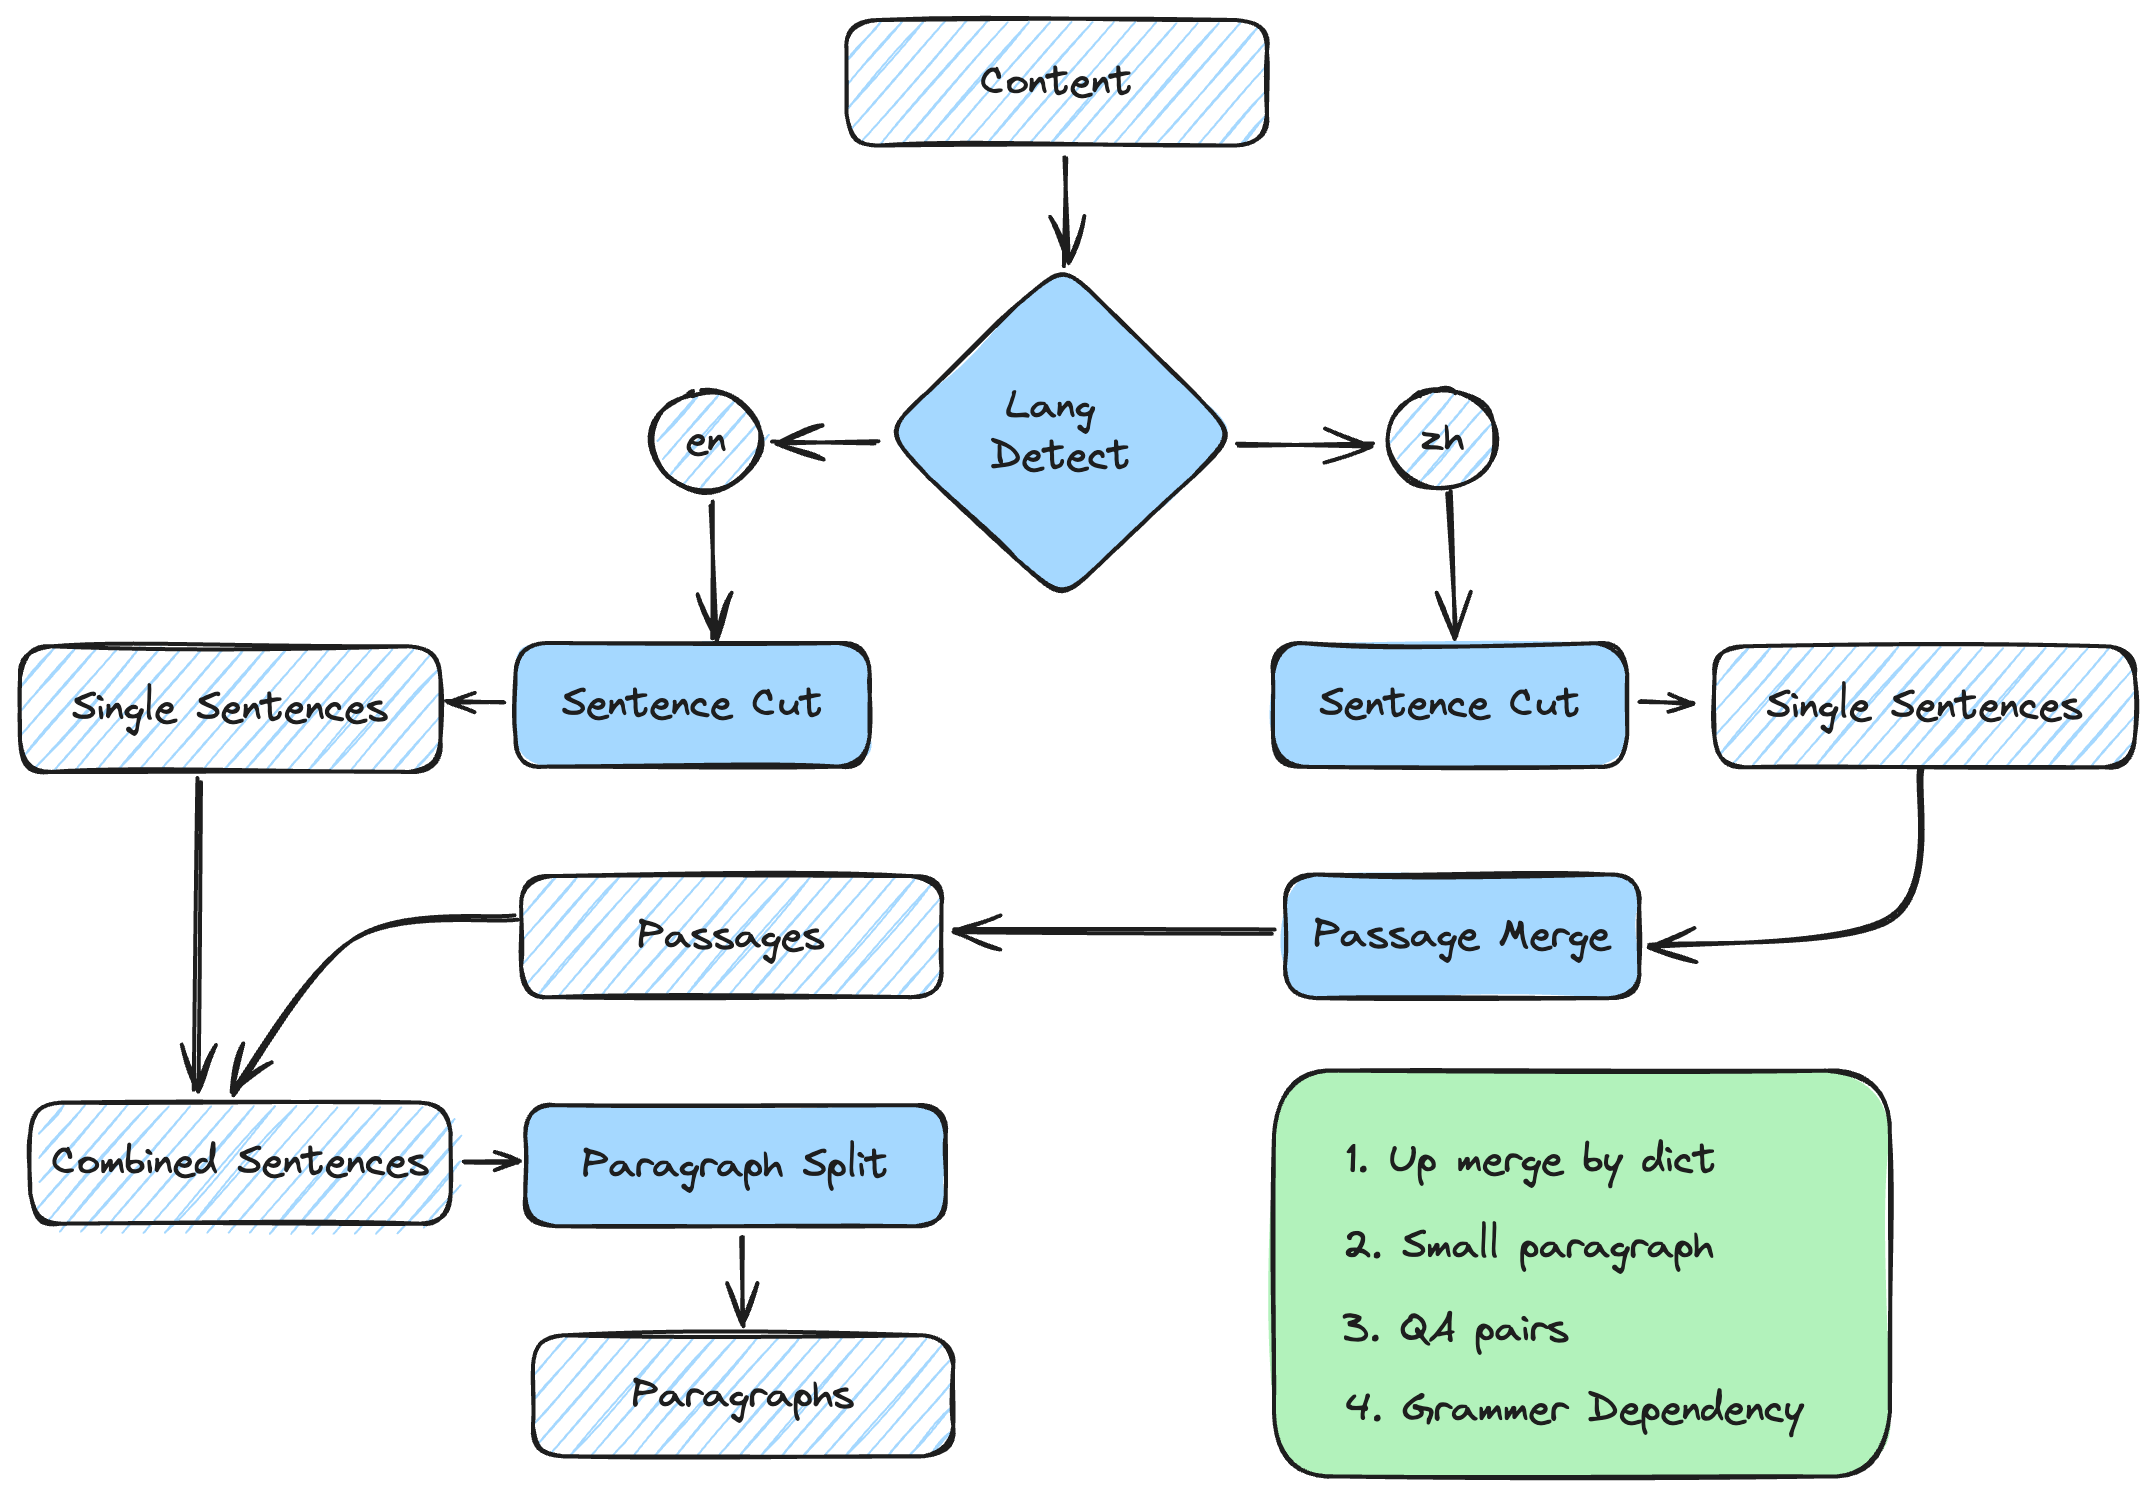 Content
Lang
Detect
en
zh
Single Sentences
Sentence Cut
Sentence Cut
Single Sentences
Passages
Passage Merge
Combined Sentences
Paragraph Split
Paragraphs
1. Up merge by dict
2. Small paragraph
3. QA pairs
4. Grammer Dependency